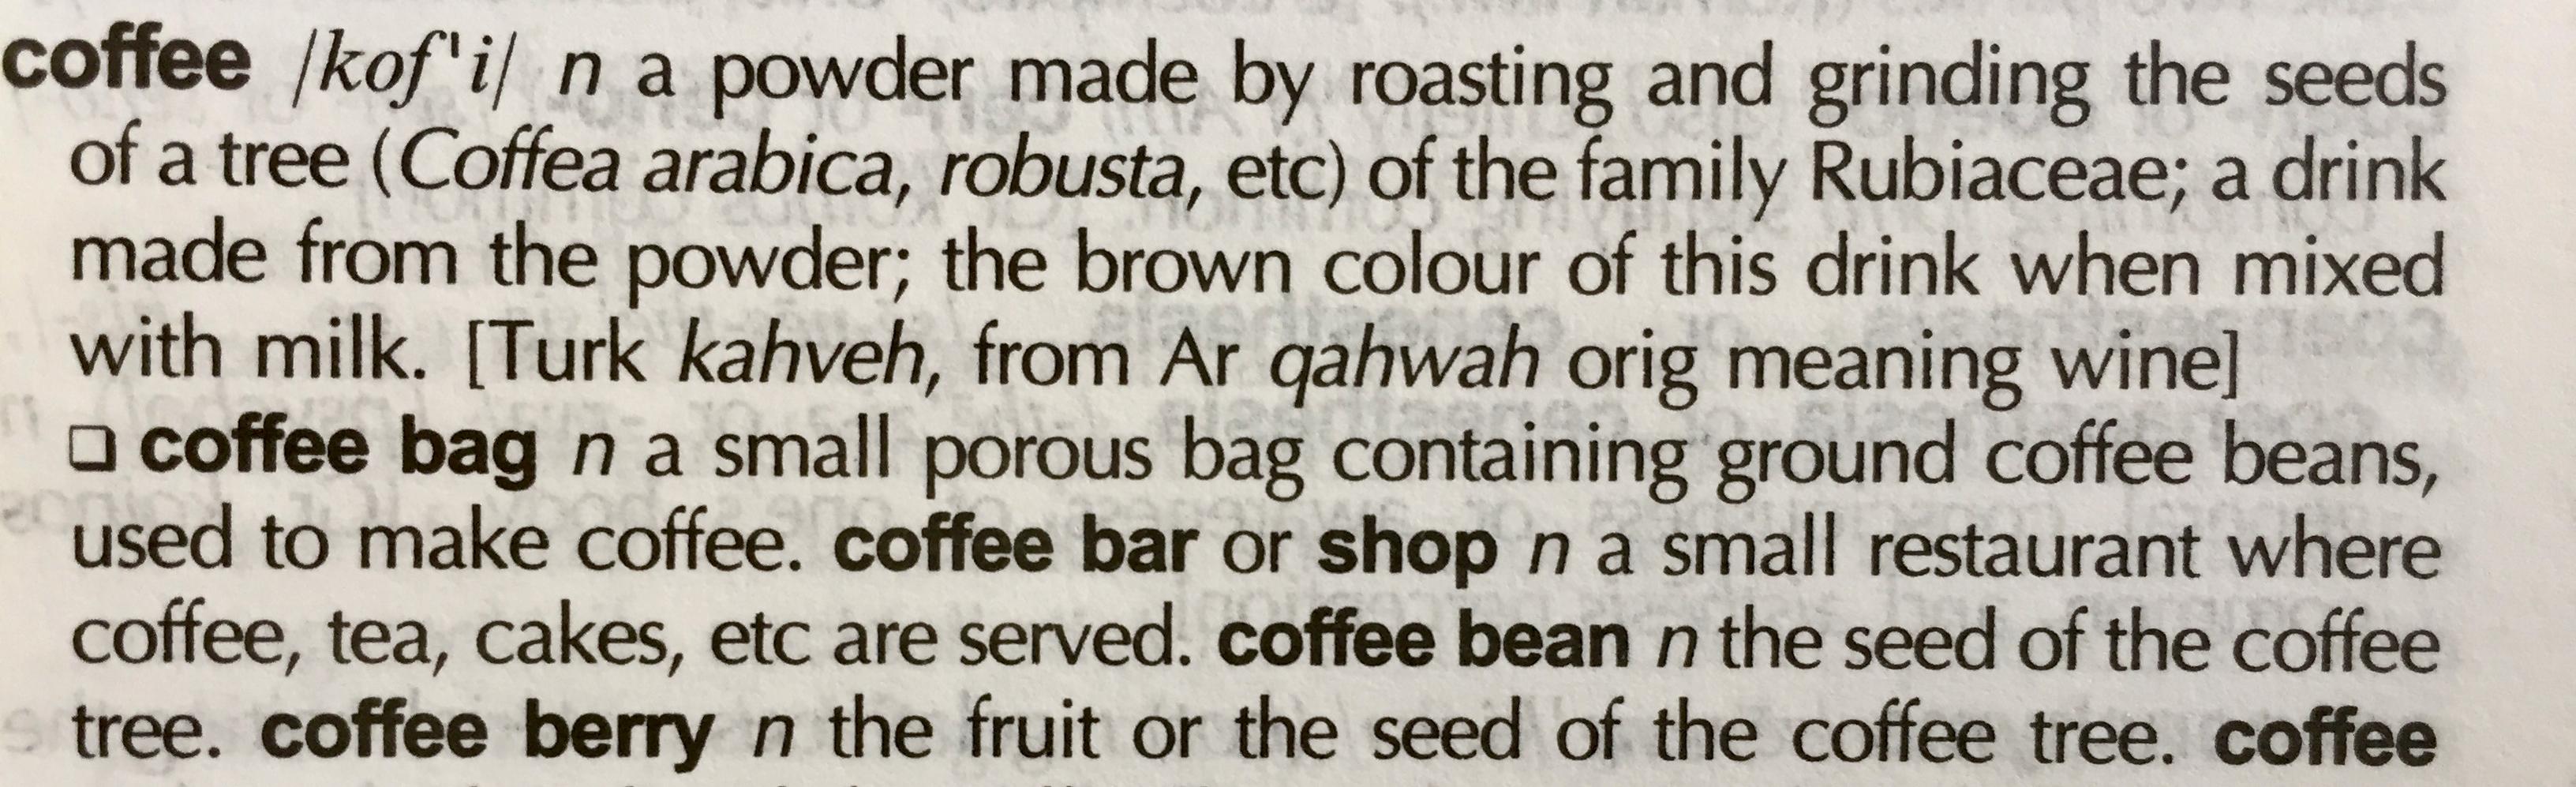 coffee /kof'i/ n a powder made by roasting and grinding the seeds
of a tree (Coffea arabica, robusta, etc) of the family Rubiaceae; a drink
made from the powder; the brown colour of this drink when mixed
with milk. [Turk kahveh, from Ar qahwah orig meaning wine]
❑ coffee bag n a small porous bag containing ground coffee beans,
used to make coffee. coffee bar or shop n a small restaurant where
coffee, tea, cakes, etc are served. coffee bean n the seed of the coffee
tree. coffee berry n the fruit or the seed of the coffee tree. coffee